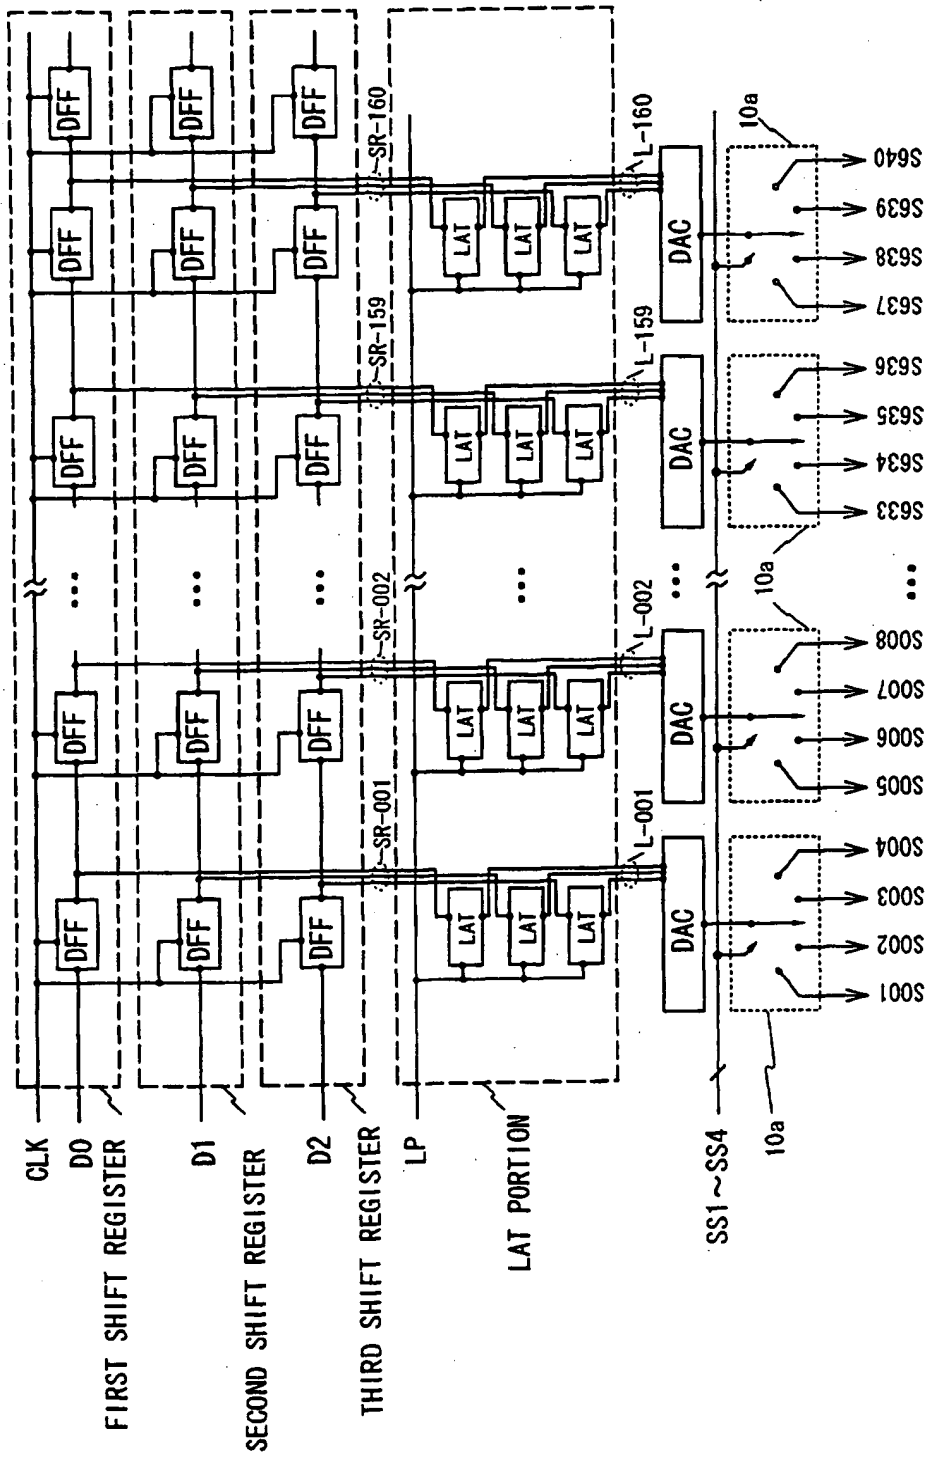 CLK
D0
FIRST SHIFT REGISTER
DFF DFF ... DFF DFF DFF
D1
SECOND SHIFT REGISTER
DFF DFF ... DFF DFF DFF
D2
THIRD SHIFT REGISTER
DFF DFF ... DFF DFF DFF
SR-001 SR-002 SR-159 SR-160
LP
LAT PORTION
LAT LAT ... LAT LAT
LAT LAT LAT LAT
LAT LAT LAT LAT
L-001 L-002 L-159 L-160
DAC DAC ... DAC DAC
SS1~SS4
10a 10a 10a 10a
S001 S002 S003 S004 S005 S006 S007 S008 ... S633 S634 S635 S636 S637 S638 S639 S640